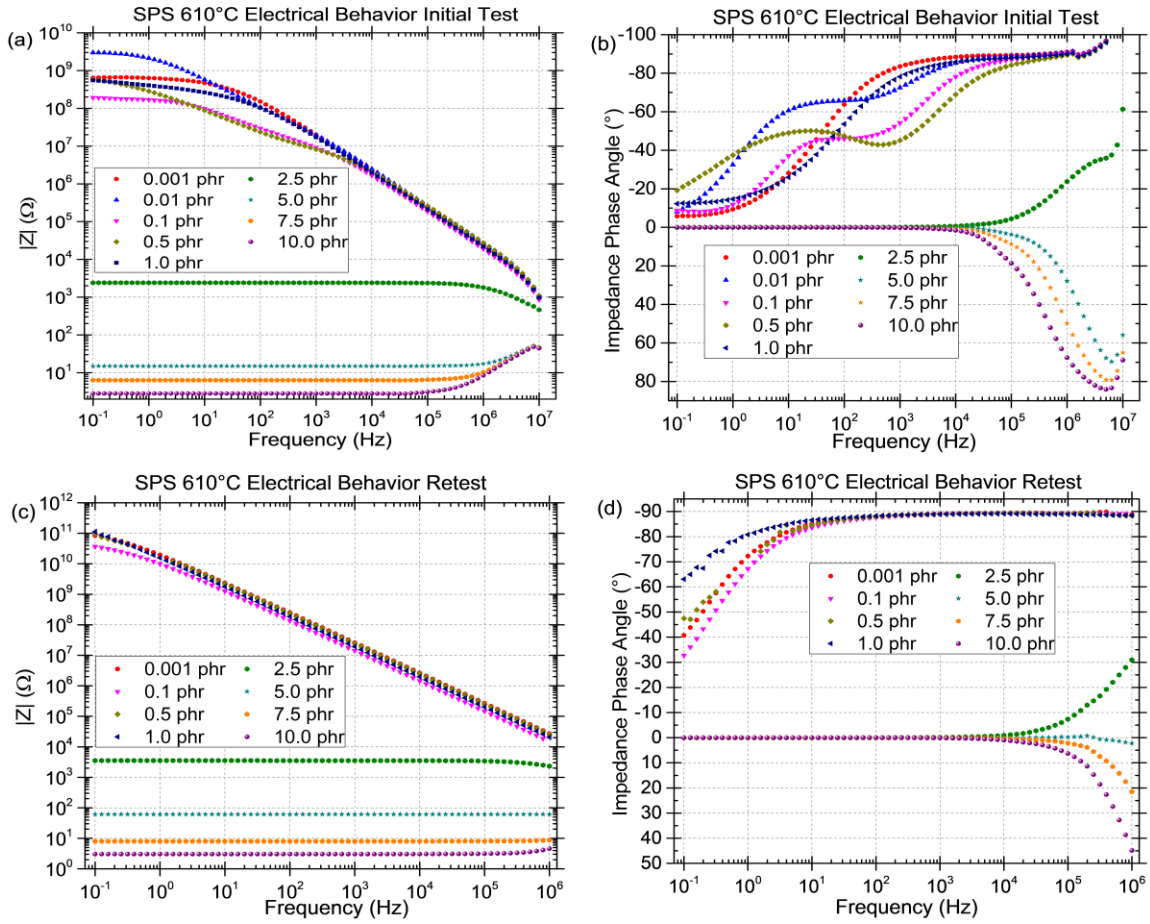 SPS 610°C Electrical Behavior Initial Test
(a)
|Z| (Ω)
10^10
10^9
10^8
10^7
10^6
10^5
10^4
10^3
10^2
10^1
0.001 phr 2.5 phr
0.01 phr 5.0 phr
0.1 phr 7.5 phr
0.5 phr 10.0 phr
1.0 phr
10^-1 10^0 10^1 10^2 10^3 10^4 10^5 10^6 10^7
Frequency (Hz)
SPS 610°C Electrical Behavior Initial Test
(b)
Impedance Phase Angle (°)
-100
-80
-60
-40
-20
0
20
40
60
80
0.001 phr 2.5 phr
0.01 phr 5.0 phr
0.1 phr 7.5 phr
0.5 phr 10.0 phr
1.0 phr
10^-1 10^0 10^1 10^2 10^3 10^4 10^5 10^6 10^7
Frequency (Hz)
SPS 610°C Electrical Behavior Retest
(c)
|Z| (Ω)
10^12
10^11
10^10
10^9
10^8
10^7
10^6
10^5
10^4
10^3
10^2
10^1
10^0
0.001 phr 2.5 phr
0.1 phr 5.0 phr
0.5 phr 7.5 phr
1.0 phr 10.0 phr
10^-1 10^0 10^1 10^2 10^3 10^4 10^5 10^6
Frequency (Hz)
SPS 610°C Electrical Behavior Retest
(d)
Impedance Phase Angle (°)
-90
-80
-70
-60
-50
-40
-30
-20
-10
0
10
20
30
40
50
0.001 phr 2.5 phr
0.1 phr 5.0 phr
0.5 phr 7.5 phr
1.0 phr 10.0 phr
10^-1 10^0 10^1 10^2 10^3 10^4 10^5 10^6
Frequency (Hz)